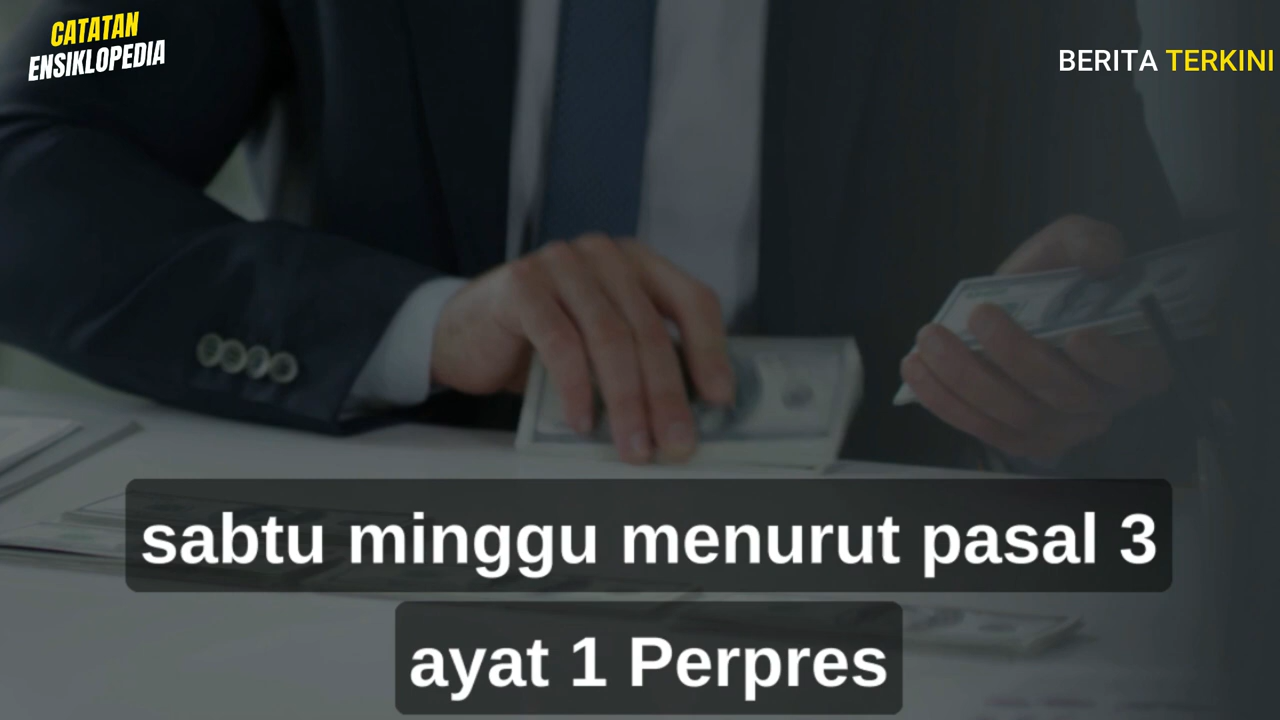 CATATAN
ENSIKLOPEDIA
BERITA TERKINI
sabtu minggu menurut pasal 3
ayat 1 Perpres